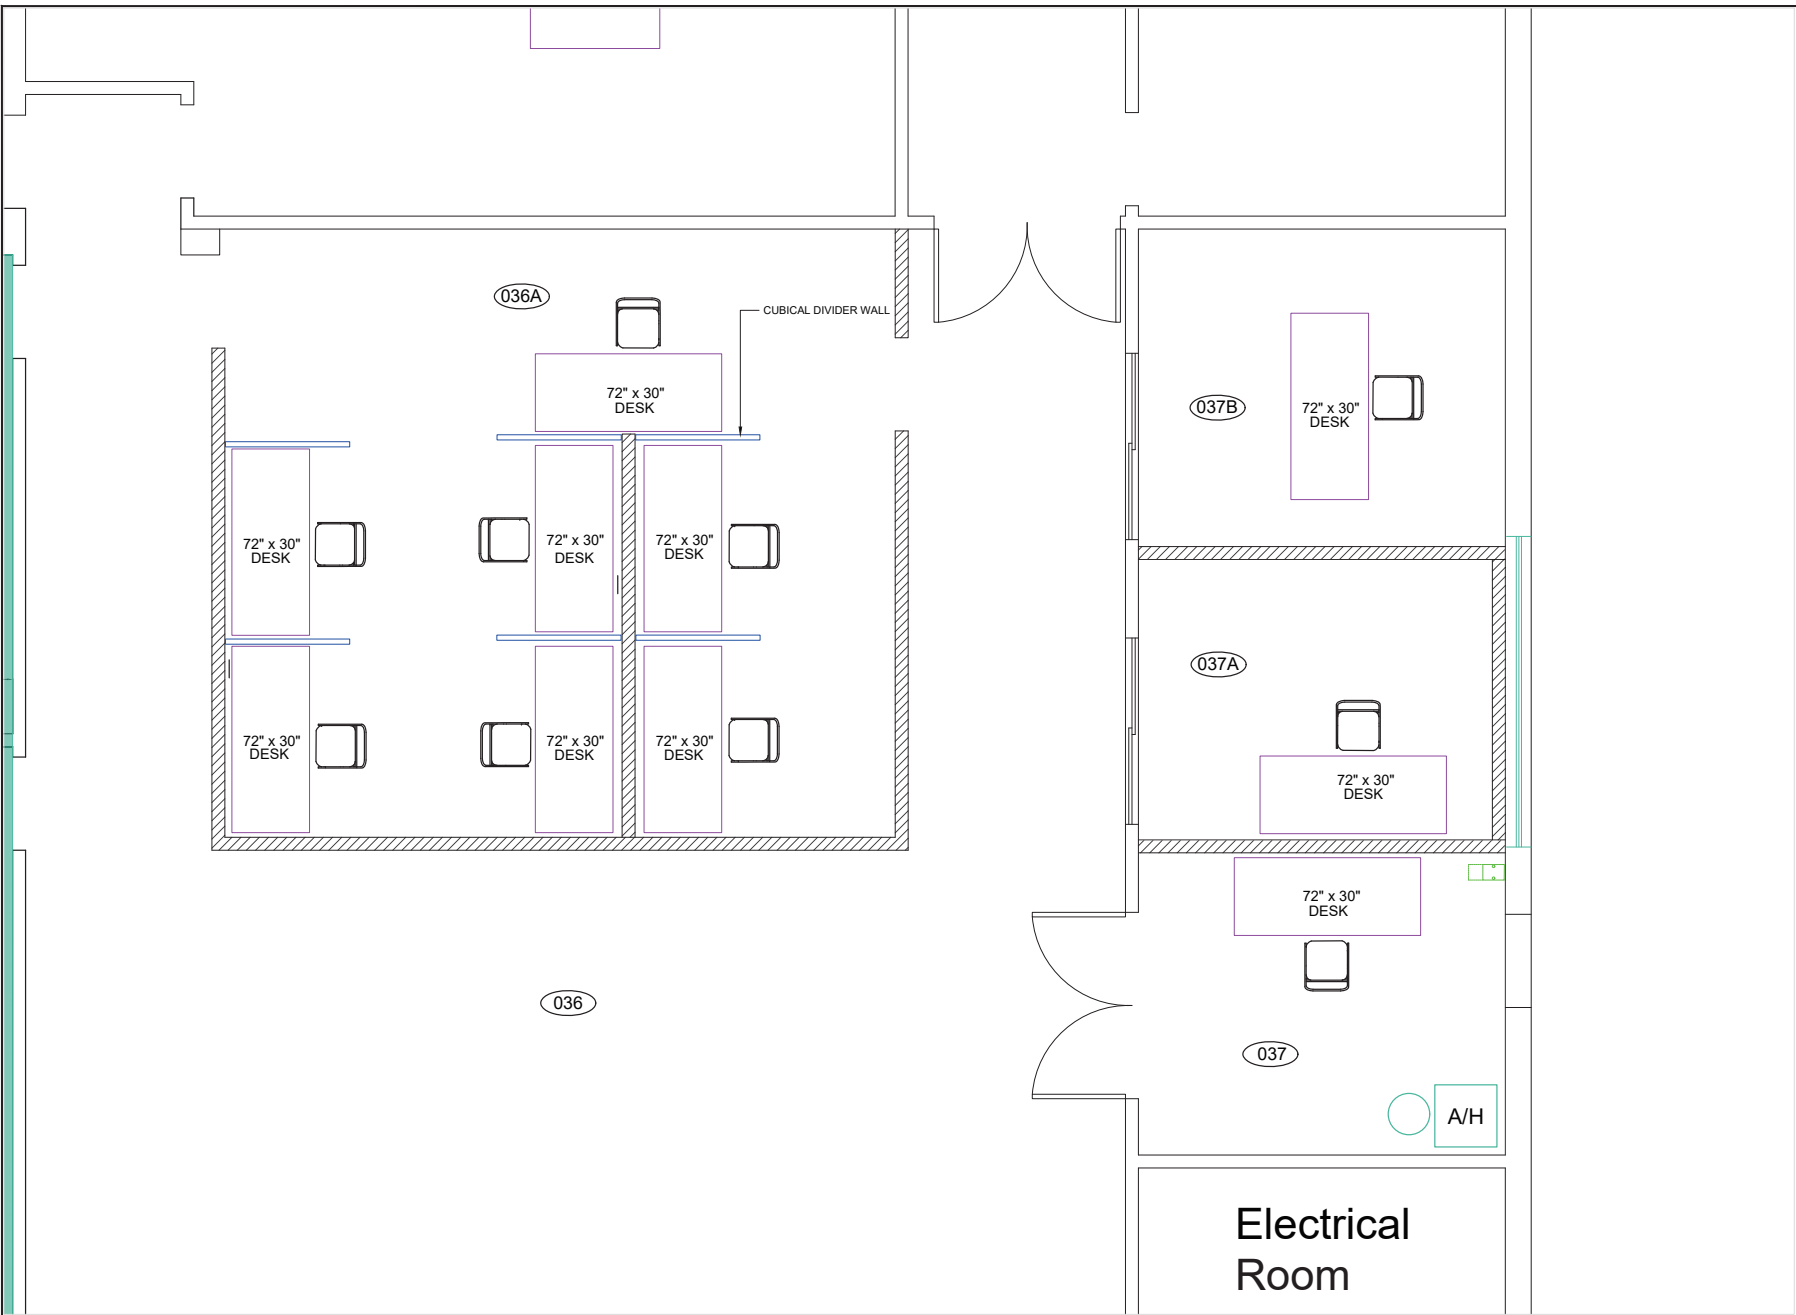 036A
CUBICAL DIVIDER WALL
72" x 30"
DESK
037B
72" x 30"
DESK
72" x 30"
DESK
72" x 30"
DESK
72" x 30"
DESK
037A
72" x 30"
DESK
72" x 30"
DESK
72" x 30"
DESK
72" x 30"
DESK
72" x 30"
DESK
036
037
A/H
Electrical
Room